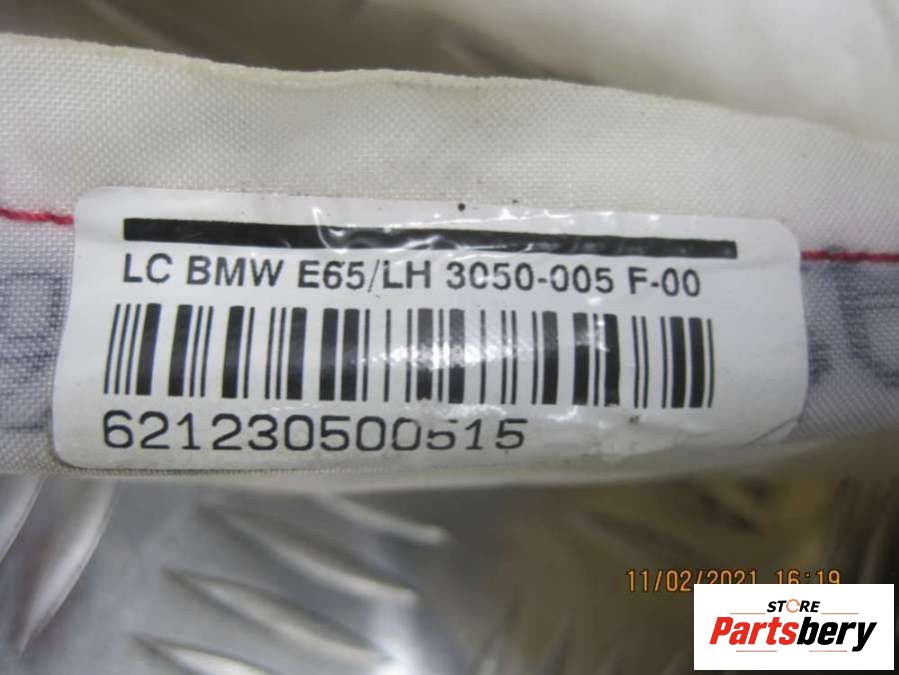 LC BMW E65/LH 3050-005 F-00
621230500515
11/02/2021 16:19
STORE
Partsbery